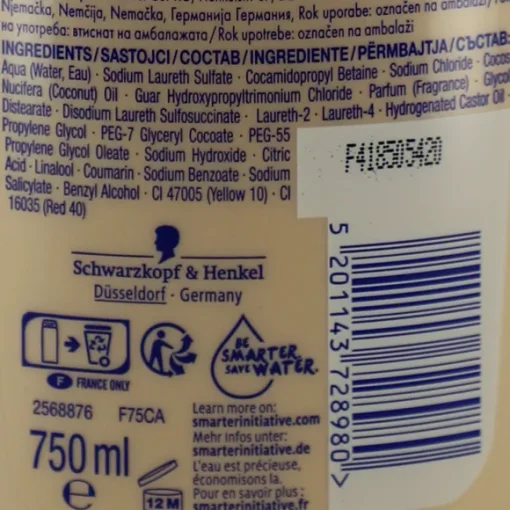 Njemačka, Nemčija, Nemačka, Германија Германия, Rok uporabe: označen na ambalaži /
на употреба: втиснат на амбалажата / Rok upotrebe: označen na ambalaži
INGREDIENTS / SASTOJCI / COCTAB / INGREDIENTE / PËRMBAJTJA / СЪСТАВ:
Aqua (Water, Eau) · Sodium Laureth Sulfate · Cocamidopropyl Betaine · Sodium Chloride · Cocos
Nucifera (Coconut) Oil · Guar Hydroxypropyltrimonium Chloride · Parfum (Fragrance) · Glycol
Distearate · Disodium Laureth Sulfosuccinate · Laureth-2 · Laureth-4 · Hydrogenated Castor Oil ·
Propylene Glycol · PEG-7 Glyceryl Cocoate · PEG-55
Propylene Glycol Oleate · Sodium Hydroxide · Citric
Acid · Linalool · Coumarin · Sodium Benzoate · Sodium
Salicylate · Benzyl Alcohol · CI 47005 (Yellow 10) · CI
16035 (Red 40)
F418505420
5 201143 728980 >
Schwarzkopf & Henkel
Düsseldorf · Germany
BE
SMARTER
SAVE WATER.
F FRANCE ONLY
2568876 F75CA
750 ml
e
12 M
Learn more on:
smarterinitiative.com
Mehr Infos unter:
smarterinitiative.de
L'eau est précieuse,
économisons la.
Pour en savoir plus :
smarterinitiative.fr